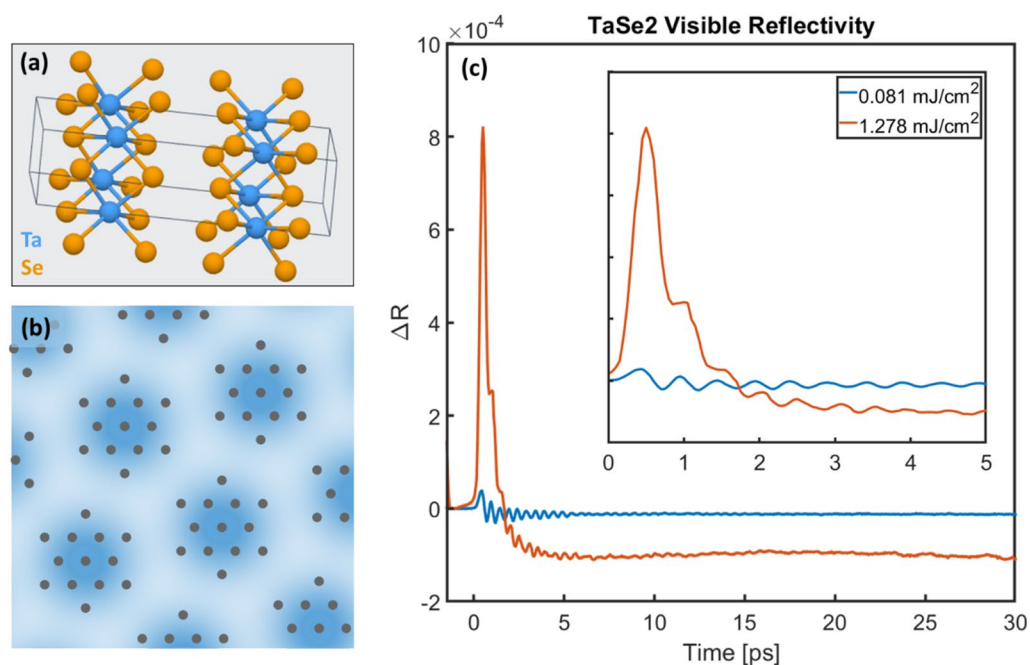 (a)
Ta
Se
(b)
TaSe2 Visible Reflectivity
×10⁻⁴
(c)
10
8
6
4
2
0
-2
ΔR
0.081 mJ/cm²
1.278 mJ/cm²
0 1 2 3 4 5
0 5 10 15 20 25 30
Time [ps]